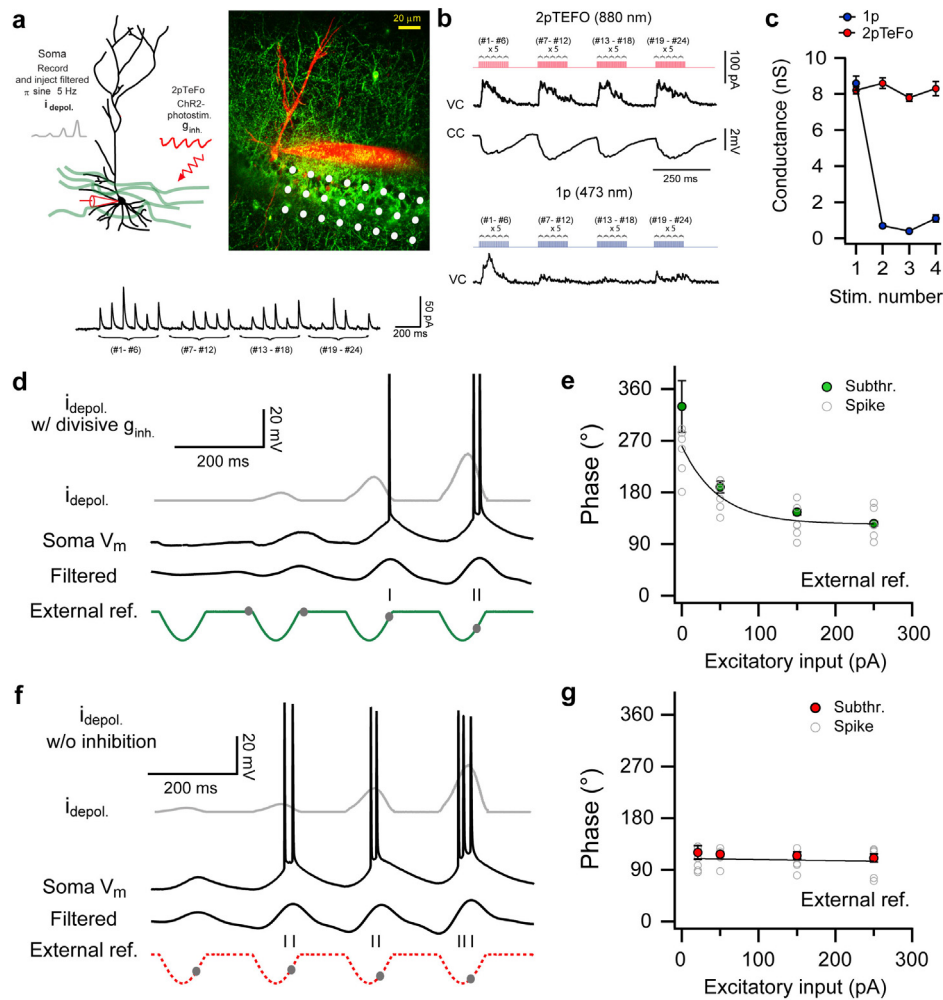 a
Soma
Record
and inject filtered
π sine 5 Hz
i depol.
2pTeFo
ChR2-
photostim.
g inh.
20 µm
50 pA
200 ms
(#1- #6)
(#7- #12)
(#13 - #18)
(#19 - #24)
b
2pTEFO (880 nm)
(#1- #6)
x 5
(#7- #12)
x 5
(#13 - #18)
x 5
(#19 - #24)
x 5
100 pA
VC
CC
2mV
250 ms
1p (473 nm)
(#1- #6)
x 5
(#7- #12)
x 5
(#13 - #18)
x 5
(#19 - #24)
x 5
VC
c
1p
2pTeFo
Conductance (nS)
10
8
6
4
2
0
1 2 3 4
Stim. number
d
i depol.
w/ divisive g inh.
20 mV
200 ms
i depol.
Soma Vm
Filtered
External ref.
e
Subthr.
Spike
Phase (°)
360
270
180
90
0
External ref.
0 100 200 300
Excitatory input (pA)
f
i depol.
w/o inhibition
20 mV
200 ms
i depol.
Soma Vm
Filtered
External ref.
g
Subthr.
Spike
Phase (°)
360
270
180
90
0
External ref.
0 100 200 300
Excitatory input (pA)